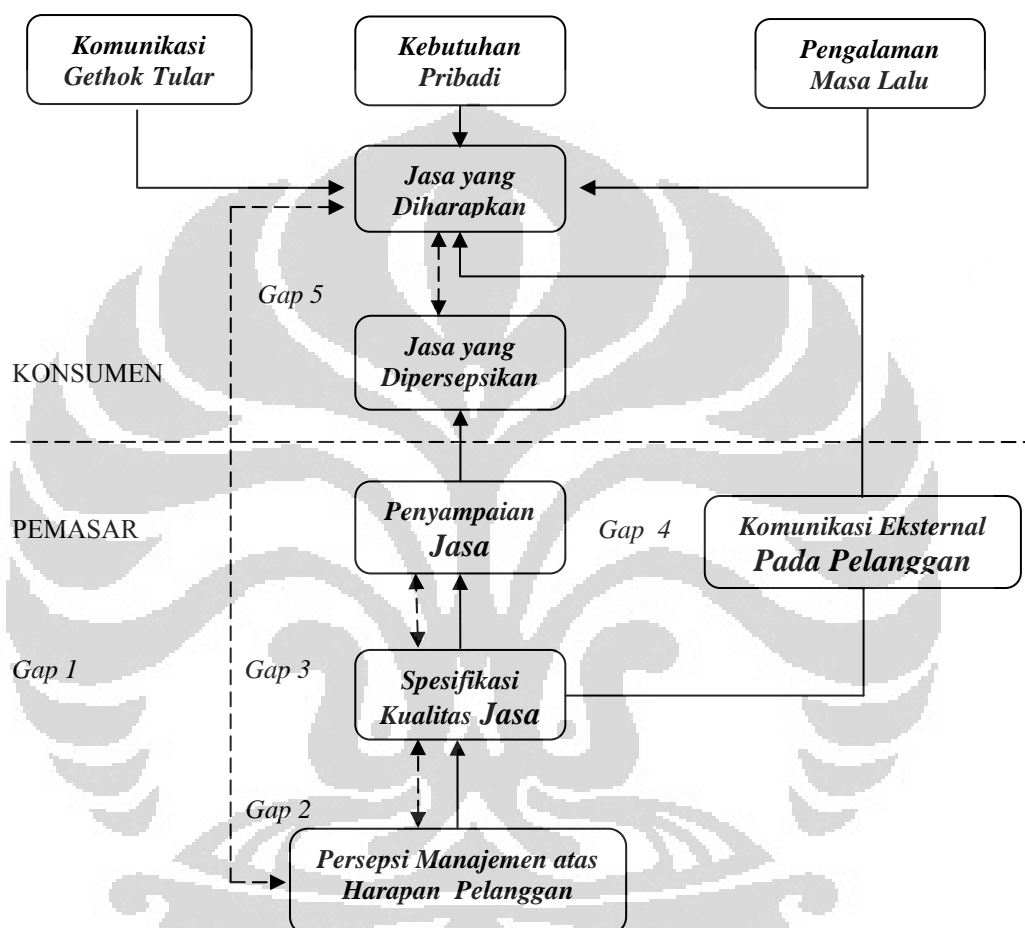 Komunikasi
Gethok Tular
Kebutuhan
Pribadi
Pengalaman
Masa Lalu
Jasa yang
Diharapkan
Gap 5
Jasa yang
Dipersepsikan
KONSUMEN
Penyampaian
Jasa
PEMASAR
Gap 4
Komunikasi Eksternal
Pada Pelanggan
Gap 1
Gap 3
Spesifikasi
Kualitas Jasa
Gap 2
Persepsi Manajemen atas
Harapan Pelanggan